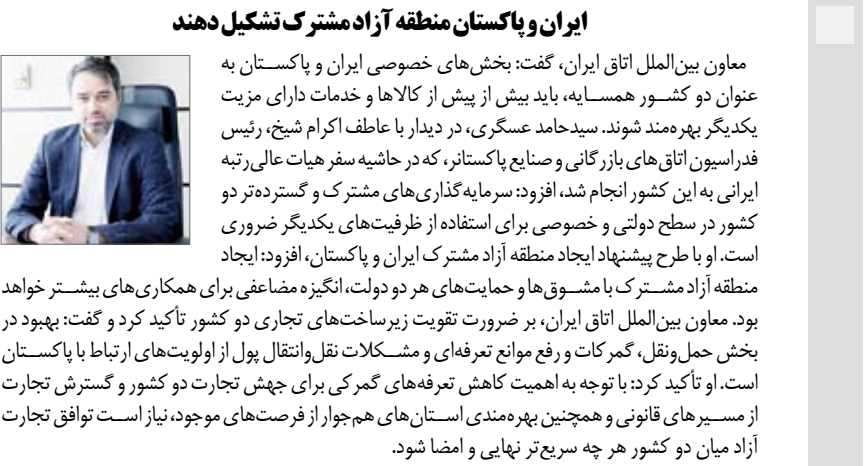 ایران و پاکستان منطقه آزاد مشترک تشکیل دهند
معاون بین‌الملل اتاق ایران، گفت: بخش‌های خصوصی ایران و پاکستان به
عنوان دو کشور همسایه، باید بیش از پیش از کالاها و خدمات دارای مزیت
یکدیگر بهره‌مند شوند. سیدحامد عسگری، در دیدار با عاطف اکرام شیخ، رئیس
فدراسیون اتاق‌های بازرگانی و صنایع پاکستانر، که در حاشیه سفر هیات عالی‌رتبه
ایرانی به این کشور انجام شد، افزود: سرمایه‌گذاری‌های مشترک و گسترده‌تر دو
کشور در سطح دولتی و خصوصی برای استفاده از ظرفیت‌های یکدیگر ضروری
است. او با طرح پیشنهاد ایجاد منطقه آزاد مشترک ایران و پاکستان، افزود: ایجاد
منطقه آزاد مشترک با مشوق‌ها و حمایت‌های هر دو دولت، انگیزه مضاعفی برای همکاری‌های بیشتر خواهد
بود. معاون بین‌الملل اتاق ایران، بر ضرورت تقویت زیرساخت‌های تجاری دو کشور تأکید کرد و گفت: بهبود در
بخش حمل‌ونقل، گمرکات و رفع موانع تعرفه‌ای و مشکلات نقل‌وانتقال پول از اولویت‌های ارتباط با پاکستان
است. او تأکید کرد: با توجه به اهمیت کاهش تعرفه‌های گمرکی برای جهش تجارت دو کشور و گسترش تجارت
از مسیرهای قانونی و همچنین بهره‌مندی استان‌های هم‌جوار از فرصت‌های موجود، نیاز است توافق تجارت
آزاد میان دو کشور هر چه سریع‌تر نهایی و امضا شود.